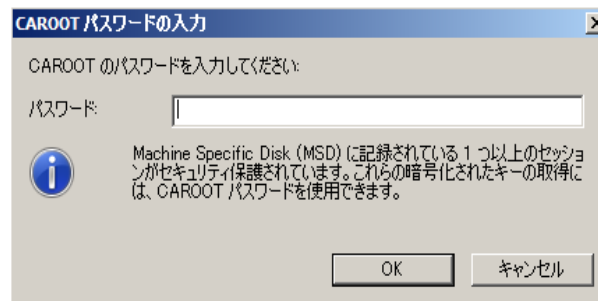 CAROOT パスワードの入力
CAROOT のパスワードを入力してください:
パスワード:
Machine Specific Disk (MSD) に記録されている 1 つ以上のセッショ
ンがセキュリティ保護されています。これらの暗号化されたキーの取得に
は、CAROOT パスワードを使用できます。
OK キャンセル